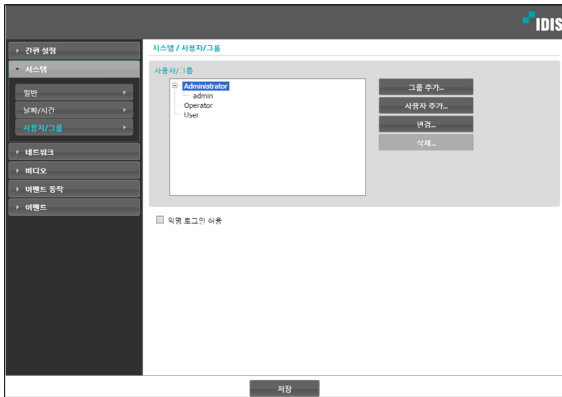 IDIS
간편 설정
시스템
일반
날짜/시간
사용자/그룹
네트워크
비디오
이벤트 동작
이벤트
시스템 / 사용자/그룹
사용자/그룹
Administrator
admin
Operator
User
그룹 추가...
사용자 추가...
변경...
삭제...
익명 로그인 허용
저장